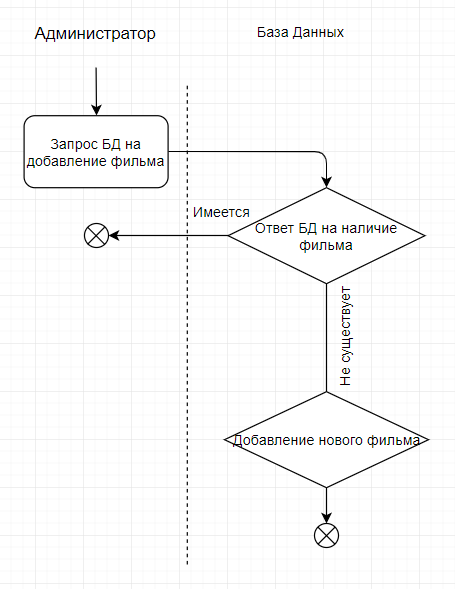 Администратор
База Данных
Запрос БД на
добавление фильма
Имеется
Ответ БД на наличие
фильма
Не существует
Добавление нового фильма